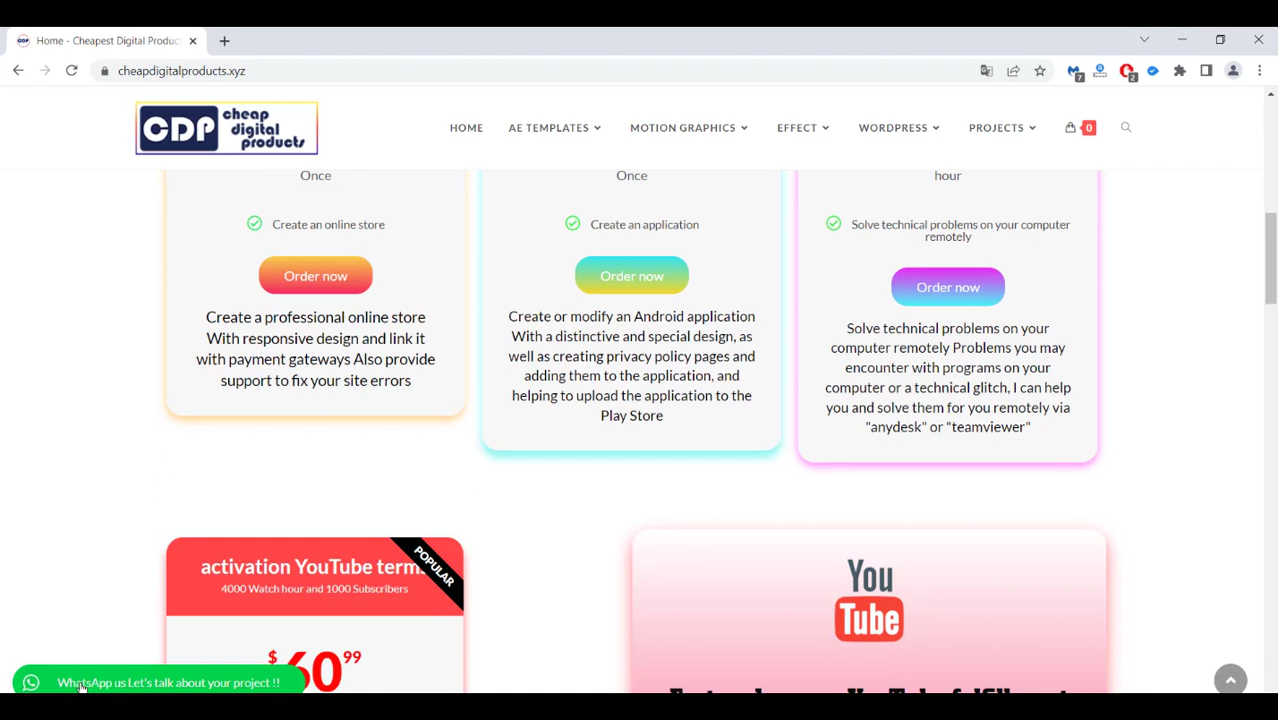 Home - Cheapest Digital Produc
cheapdigitalproducts.xyz
7
2
CDP cheap
digital
products
HOME AE TEMPLATES MOTION GRAPHICS EFFECT WORDPRESS PROJECTS 0
Once
Create an online store
Order now
Create a professional online store
With responsive design and link it
with payment gateways Also provide
support to fix your site errors
Once
Create an application
Order now
Create or modify an Android application
With a distinctive and special design, as
well as creating privacy policy pages and
adding them to the application, and
helping to upload the application to the
Play Store
hour
Solve technical problems on your computer
remotely
Order now
Solve technical problems on your
computer remotely Problems you may
encounter with programs on your
computer or a technical glitch, I can help
you and solve them for you remotely via
"anydesk" or "teamviewer"
activation YouTube term
4000 Watch hour and 1000 Subscribers
POPULAR
$60 99
You
Tube
WhatsApp us Let's talk about your project !!